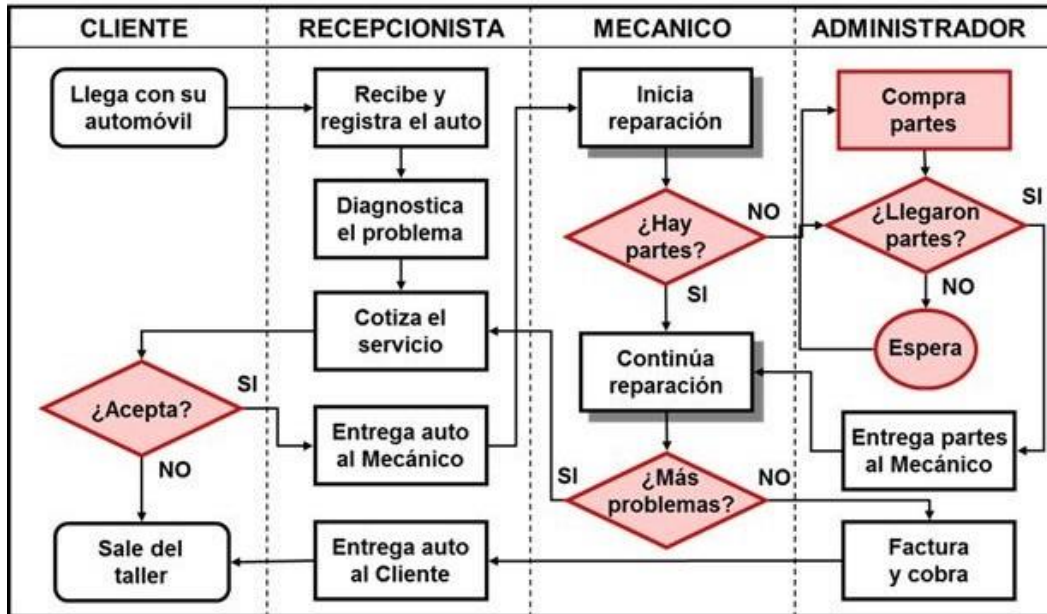 CLIENTE
RECEPCIONISTA
MECANICO
ADMINISTRADOR
Llega con su
automóvil
Recibe y
registra el auto
Inicia
reparación
Compra
partes
Diagnostica
el problema
¿Hay
partes?
NO
¿Llegaron
partes?
SI
SI
NO
Cotiza el
servicio
Continúa
reparación
Espera
¿Acepta?
SI
NO
Entrega auto
al Mecánico
SI
¿Más
problemas?
NO
Entrega partes
al Mecánico
Sale del
taller
Entrega auto
al Cliente
Factura
y cobra